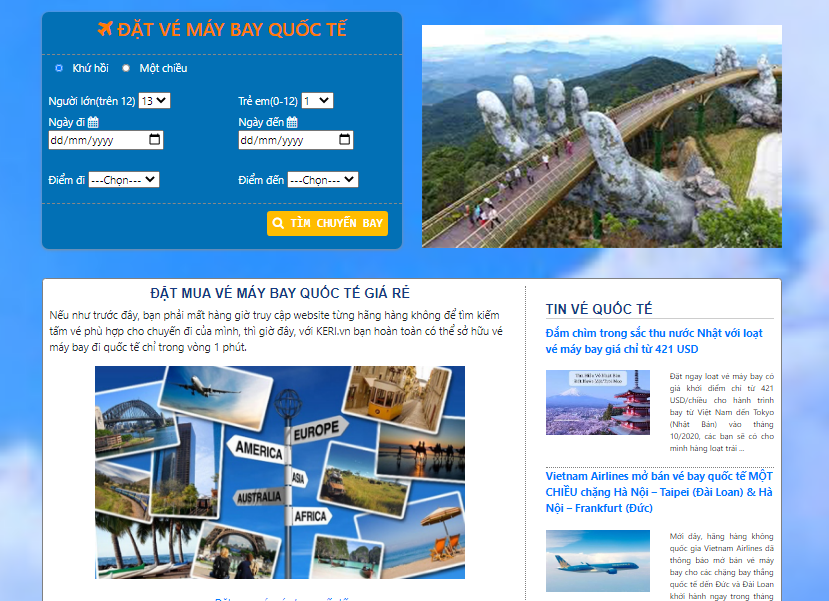 ĐẶT VÉ MÁY BAY QUỐC TẾ
Khứ hồi Một chiều
Người lớn(trên 12) 13 Trẻ em(0-12) 1
Ngày đi Ngày đến
dd/mm/yyyy dd/mm/yyyy
Điểm đi ---Chọn--- Điểm đến ---Chọn---
TÌM CHUYẾN BAY
ĐẶT MUA VÉ MÁY BAY QUỐC TẾ GIÁ RẺ
Nếu như trước đây, bạn phải mất hàng giờ truy cập website từng hãng hàng không để tìm kiếm
tấm vé phù hợp cho chuyến đi của mình, thì giờ đây, với KERI.vn bạn hoàn toàn có thể sở hữu vé
máy bay đi quốc tế chỉ trong vòng 1 phút.
EUROPE
AMERICA
ASIA
AUSTRALIA
AFRICA
TIN VÉ QUỐC TẾ
Đắm chìm trong sắc thu nước Nhật với loạt
vé máy bay giá chỉ từ 421 USD
Đặt ngay loạt vé máy bay có
giá khởi điểm chỉ từ 421
USD/chiều cho hành trình
bay từ Việt Nam đến Tokyo
(Nhật Bản) vào tháng
10/2020, các bạn sẽ có cho
mình hàng loạt trải ...
Vietnam Airlines mở bán vé bay quốc tế MỘT
CHIỀU chặng Hà Nội – Taipei (Đài Loan) & Hà
Nội – Frankfurt (Đức)
Mới đây, hãng hàng không
quốc gia Vietnam Airlines đã
thông báo mở bán vé máy
bay cho các chặng bay thẳng
quốc tế đến Đức và Đài Loan
khởi hành ngay trong tháng